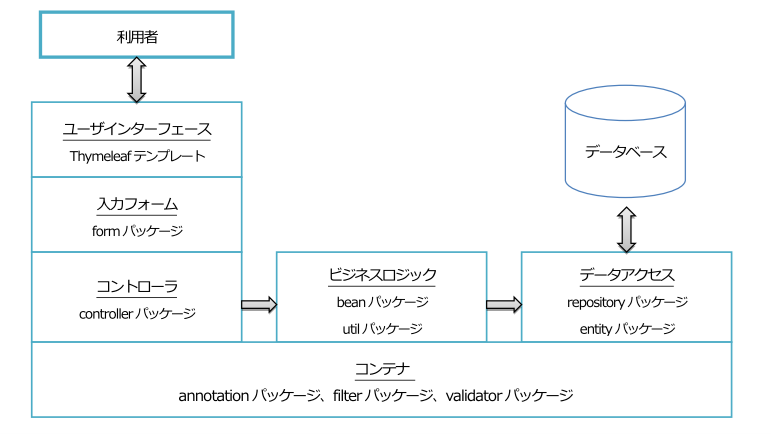 利用者
ユーザインターフェース
Thymeleaf テンプレート
入力フォーム
form パッケージ
コントローラ
controller パッケージ
ビジネスロジック
bean パッケージ
util パッケージ
データベース
データアクセス
repository パッケージ
entity パッケージ
コンテナ
annotation パッケージ、filter パッケージ、validator パッケージ